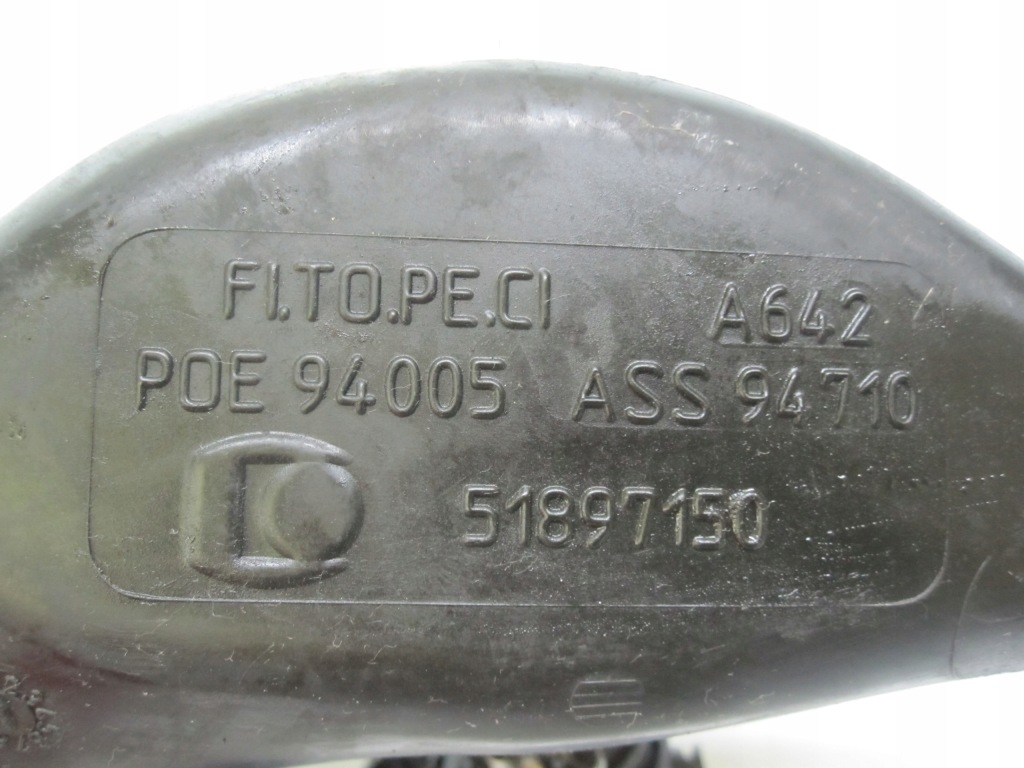 FI.TO.PE.CI A642
POE 94005 ASS 94710
51897150